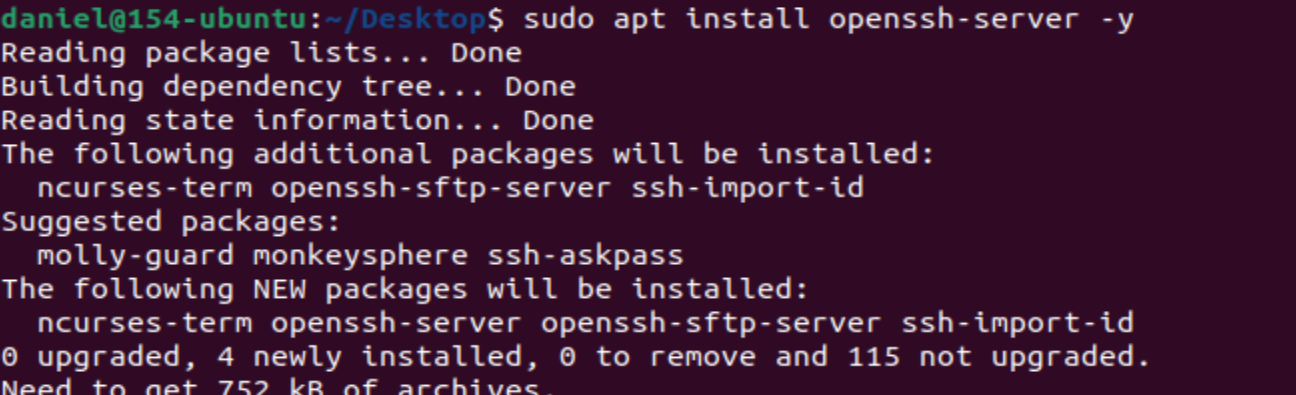 daniel@154-ubuntu:~/Desktop$ sudo apt install openssh-server -y
Reading package lists... Done
Building dependency tree... Done
Reading state information... Done
The following additional packages will be installed:
  ncurses-term openssh-sftp-server ssh-import-id
Suggested packages:
  molly-guard monkeysphere ssh-askpass
The following NEW packages will be installed:
  ncurses-term openssh-server openssh-sftp-server ssh-import-id
0 upgraded, 4 newly installed, 0 to remove and 115 not upgraded.
Need to get 752 kB of archives.